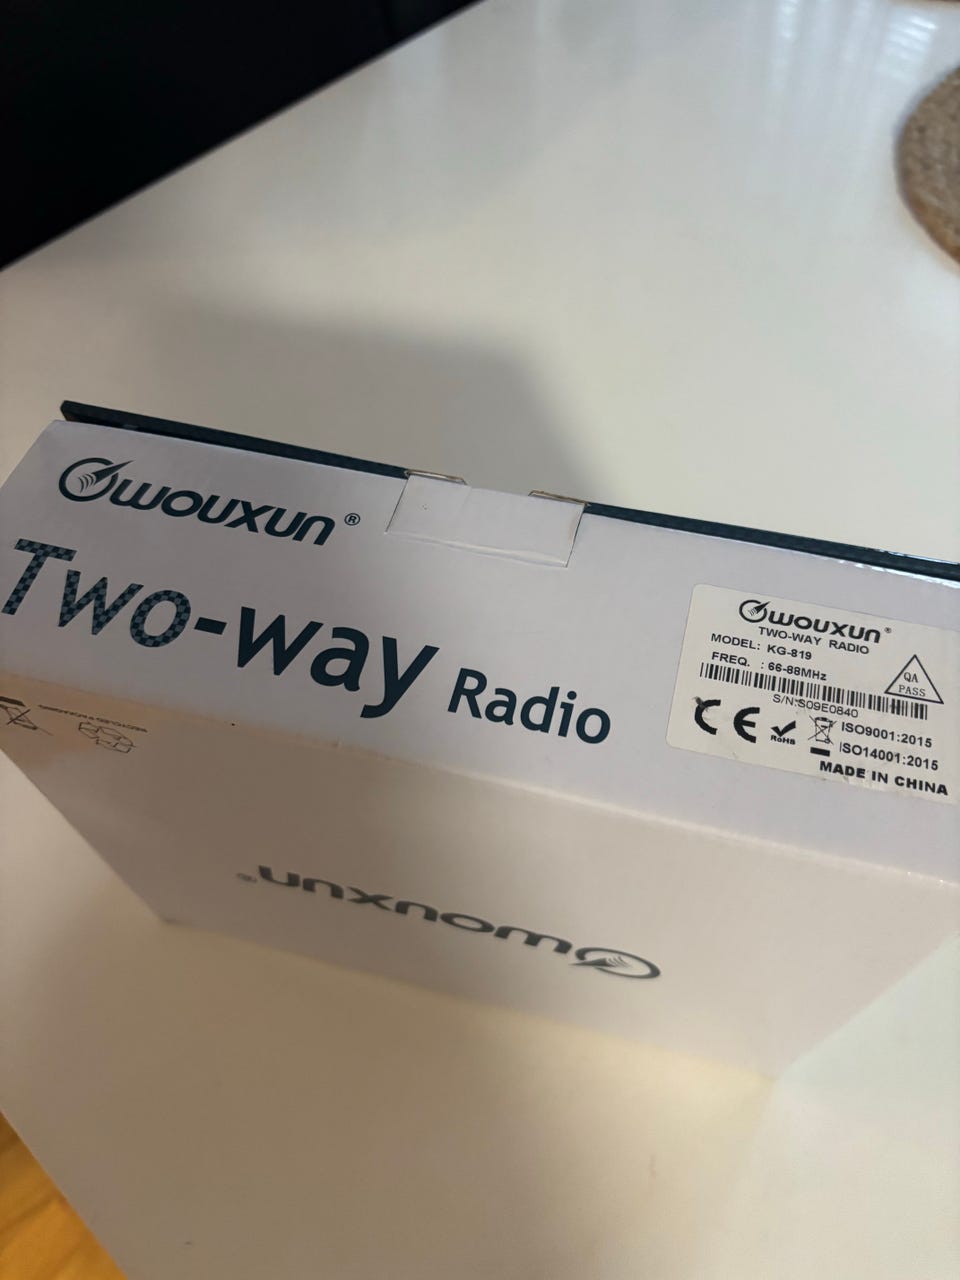 wouxun®
Two-way Radio
wouxun®
TWO-WAY RADIO
MODEL: KG-819
FREQ. : 66-88MHz
QA
PASS
S/N:S09E0840
CE
RoHS
ISO9001:2015
ISO14001:2015
MADE IN CHINA
wouxun®